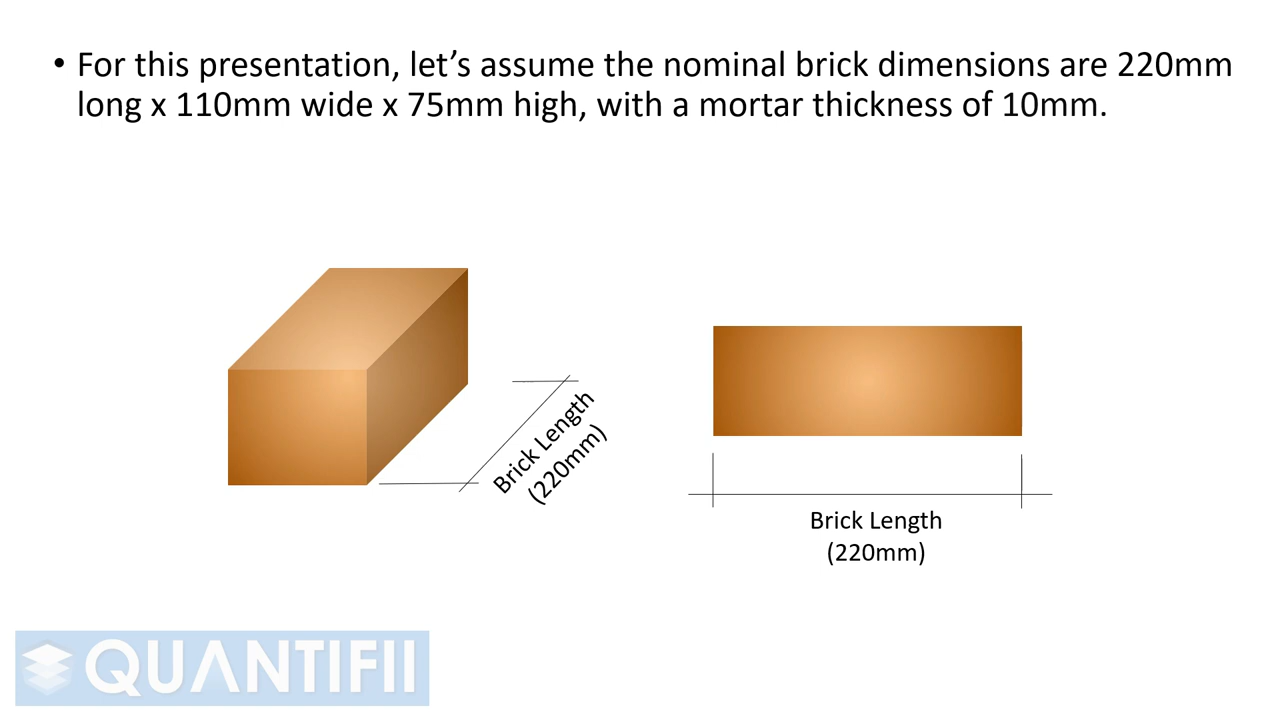 • For this presentation, let’s assume the nominal brick dimensions are 220mm
long x 110mm wide x 75mm high, with a mortar thickness of 10mm.
Brick Length
(220mm)
Brick Length
(220mm)
QUANTIFII